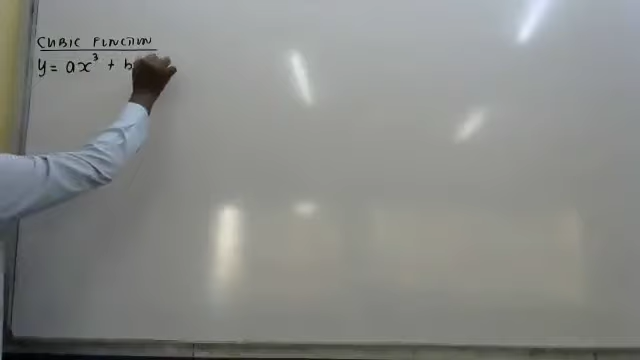 CUBIC FUNCTION
y = ax³ + b